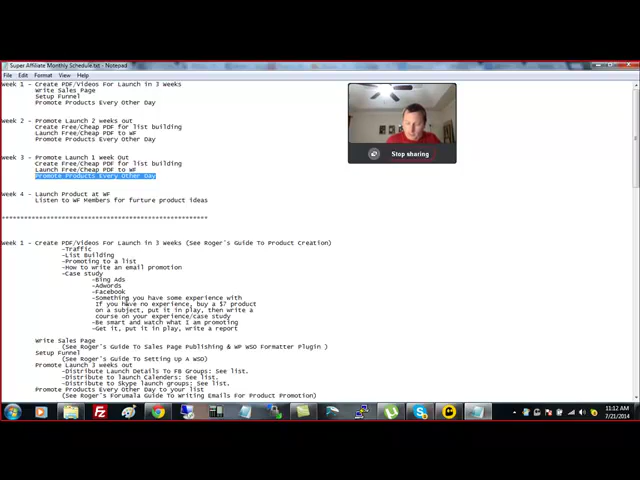 Super Affiliate Monthly Schedule.txt - Notepad
File Edit Format View Help
week 1 - Create PDF/Videos For Launch in 3 weeks
Write Sales Page
Setup Funnel
Promote Products Every Other Day
Week 2 - Promote Launch 2 weeks out
Create Free/Cheap PDF for list building
Launch Free/Cheap PDF to WF
Promote Products Every Other Day
Week 3 - Promote Launch 1 week Out
Create Free/Cheap PDF for list building
Launch Free/Cheap PDF to WF
Promote Products Every Other Day
Week 4 - Launch Product at WF
Listen to WF Members for furture product ideas
******************************************************
Week 1 - Create PDF/Videos For Launch in 3 weeks (See Roger's Guide To Product Creation)
-Traffic
-List Building
-Promoting to a list
-How to write an email promotion
-Case study
-Bing Ads
-Adwords
-Facebook
-Something you have some experience with
If you have no experience, buy a $7 product
on a subject, put it in play, then write a
course on your experience/case study
-Be smart and watch what I am promoting
-Get it, put it in play, write a report
Write Sales Page
(See Roger's Guide To Sales Page Publishing & WP WSO Formatter Plugin )
Setup Funnel
(See Roger's Guide To Setting Up A WSO)
Promote Launch 3 weeks out
-Distribute Launch Details To FB Groups: See list.
-Distribute to launch Calenders: See list.
-Distribute to Skype launch groups: See list.
Promote Products Every Other Day to your list
(See Roger's Forumala Guide To Writing Emails For Product Promotion)
Stop sharing
11:12 AM
7/21/2014